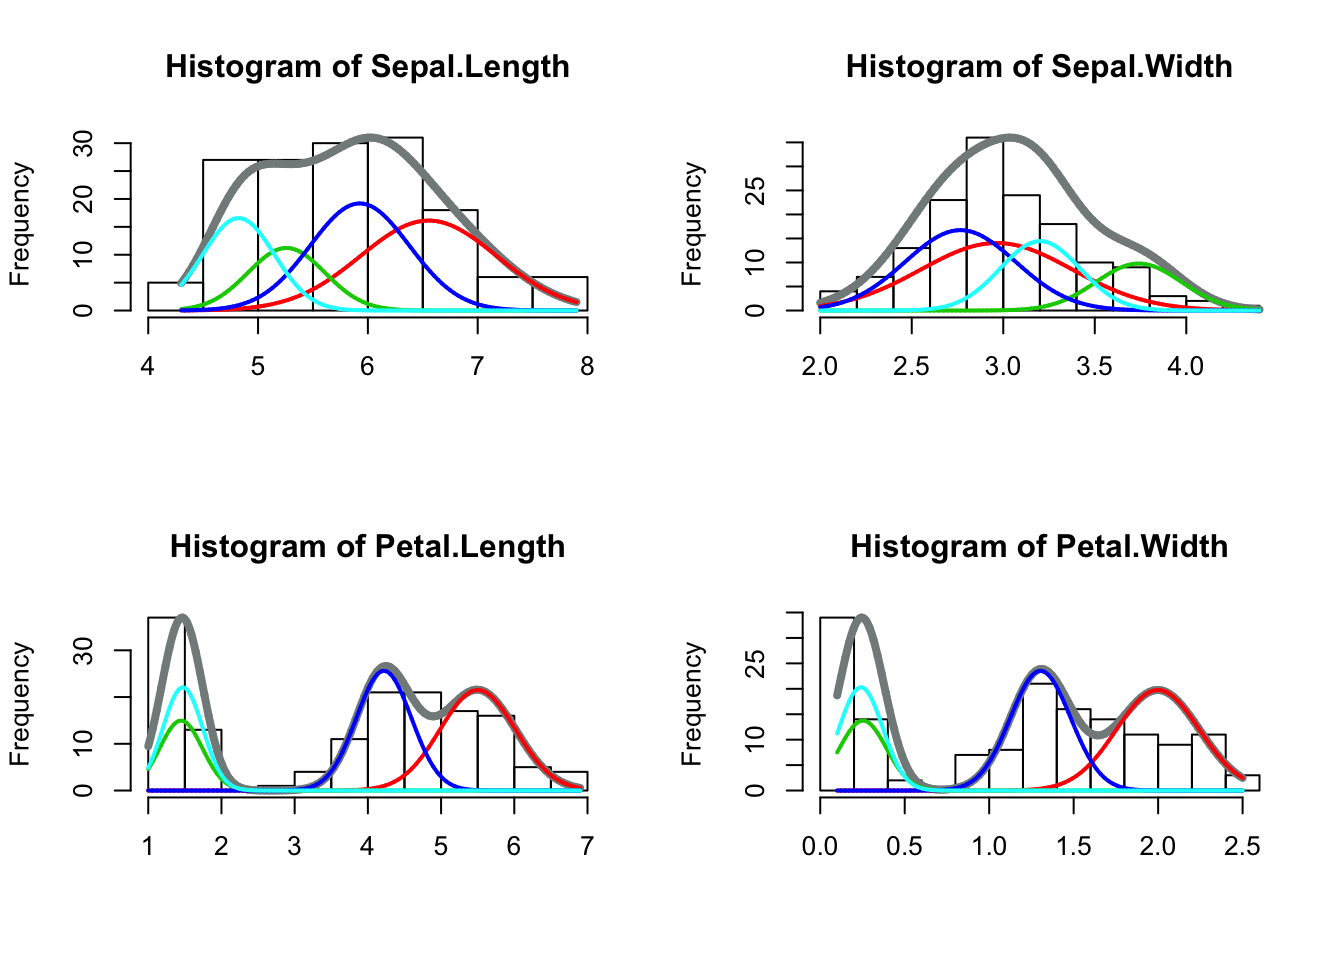 Histogram of Sepal.Length
Frequency
0 10 20 30
4 5 6 7 8
Histogram of Sepal.Width
Frequency
0 10 25
2.0 2.5 3.0 3.5 4.0
Histogram of Petal.Length
Frequency
0 10 30
1 2 3 4 5 6 7
Histogram of Petal.Width
Frequency
0 10 25
0.0 0.5 1.0 1.5 2.0 2.5